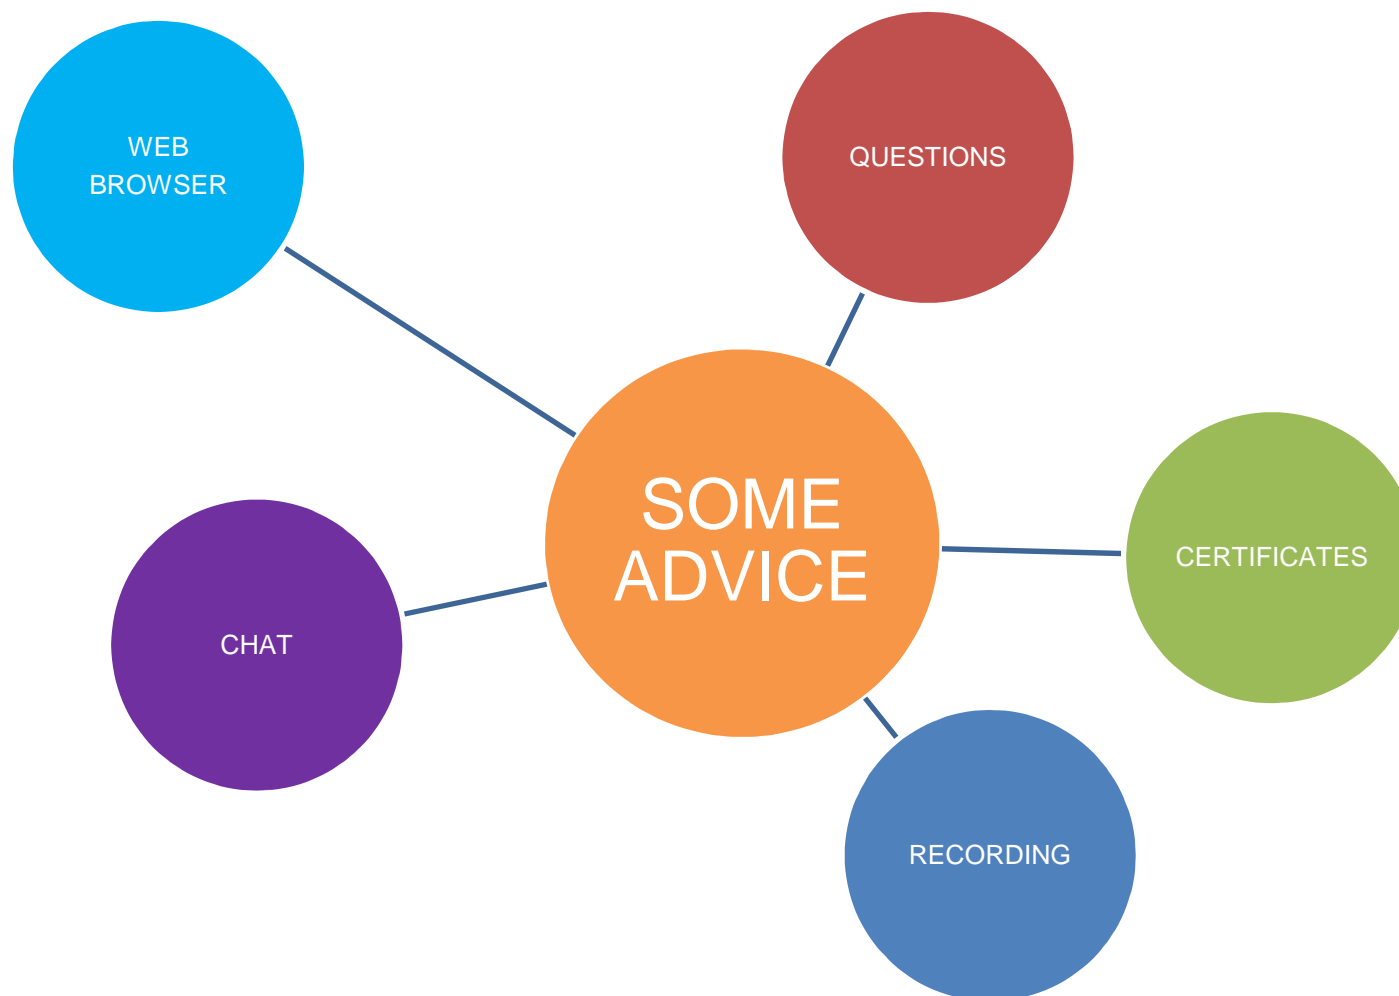 WEB
BROWSER
QUESTIONS
SOME
ADVICE
CERTIFICATES
CHAT
RECORDING